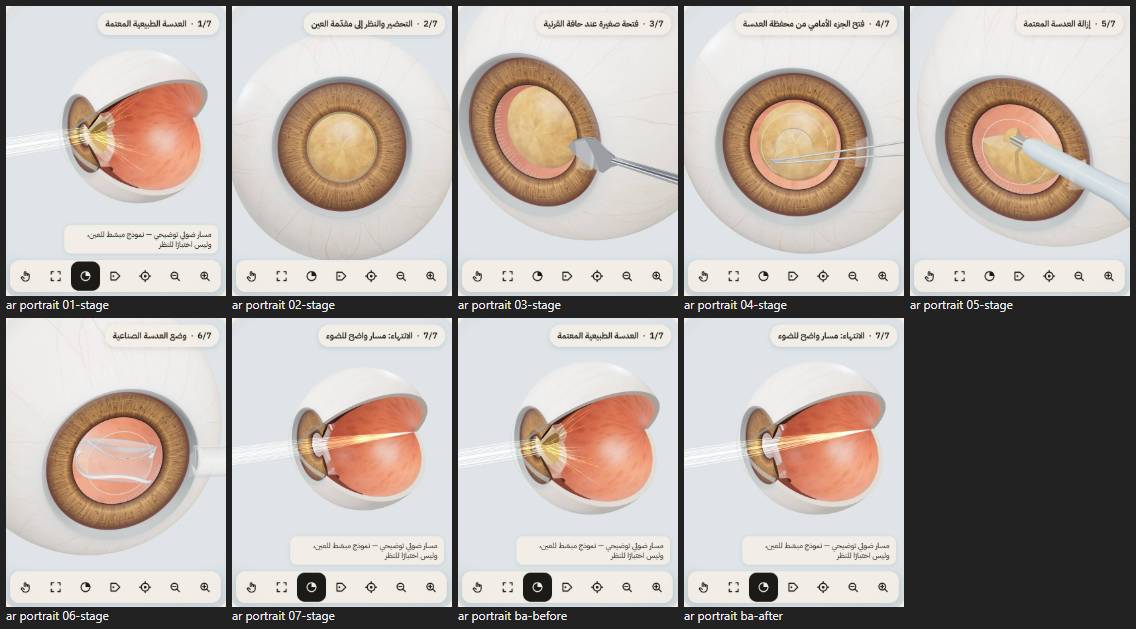 1/7 · العدسة الطبيعية المعتمة
مسار ضوئي توضيحي — نموذج مبسّط للعين،
وليس اختبارًا للنظر
ar portrait 01-stage
2/7 · التحضير والنظر إلى مقدّمة العين
ar portrait 02-stage
3/7 · فتحة صغيرة عند حافة القرنية
ar portrait 03-stage
4/7 · فتح الجزء الأمامي من محفظة العدسة
ar portrait 04-stage
5/7 · إزالة العدسة المعتمة
ar portrait 05-stage
6/7 · وضع العدسة الصناعية
ar portrait 06-stage
7/7 · الانتهاء: مسار واضح للضوء
مسار ضوئي توضيحي — نموذج مبسّط للعين،
وليس اختبارًا للنظر
ar portrait 07-stage
1/7 · العدسة الطبيعية المعتمة
مسار ضوئي توضيحي — نموذج مبسّط للعين،
وليس اختبارًا للنظر
ar portrait ba-before
7/7 · الانتهاء: مسار واضح للضوء
مسار ضوئي توضيحي — نموذج مبسّط للعين،
وليس اختبارًا للنظر
ar portrait ba-after